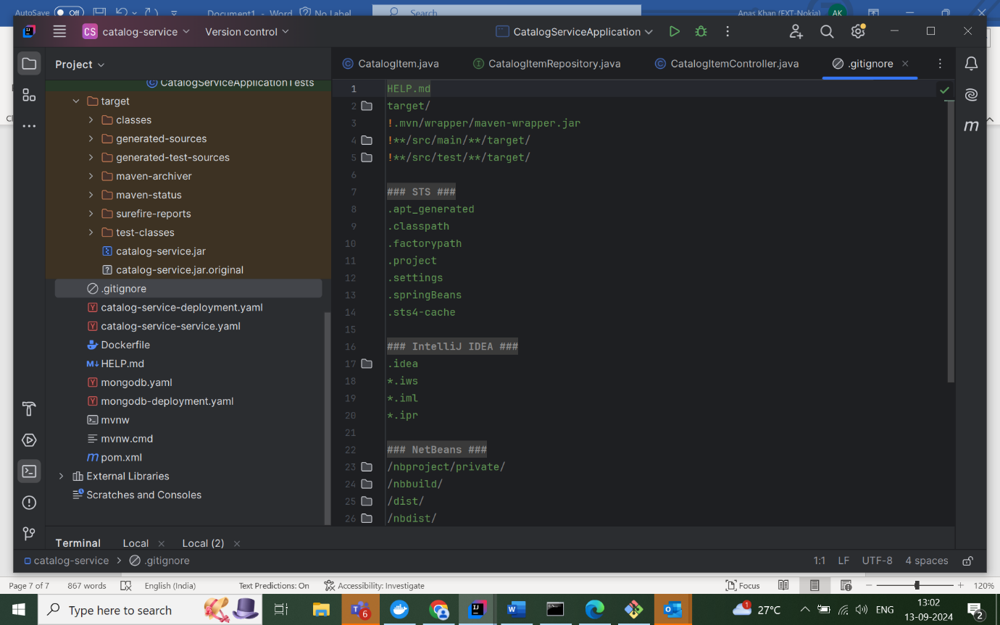 AutoSave Off Document1 - Word No Label Search Anas Khan (EXT-Nokia) AK
CS catalog-service Version control CatalogServiceApplication
Project
CatalogItem.java CatalogItemRepository.java CatalogItemController.java .gitignore
CatalogServiceApplicationTests
target
classes
generated-sources
generated-test-sources
maven-archiver
maven-status
surefire-reports
test-classes
catalog-service.jar
catalog-service.jar.original
.gitignore
catalog-service-deployment.yaml
catalog-service-service.yaml
Dockerfile
HELP.md
mongodb.yaml
mongodb-deployment.yaml
mvnw
mvnw.cmd
pom.xml
External Libraries
Scratches and Consoles
1 HELP.md
2 target/
3 !.mvn/wrapper/maven-wrapper.jar
4 !**/src/main/**/target/
5 !**/src/test/**/target/
6
7 ### STS ###
8 .apt_generated
9 .classpath
10 .factorypath
11 .project
12 .settings
13 .springBeans
14 .sts4-cache
15
16 ### IntelliJ IDEA ###
17 .idea
18 *.iws
19 *.iml
20 *.ipr
21
22 ### NetBeans ###
23 /nbproject/private/
24 /nbbuild/
25 /dist/
26 /nbdist/
Terminal Local Local (2)
catalog-service .gitignore 1:1 LF UTF-8 4 spaces
Page 7 of 7 867 words English (India) Text Predictions: On Accessibility: Investigate Focus 120%
Type here to search 6 1 27°C ENG 13:02
13-09-2024 2